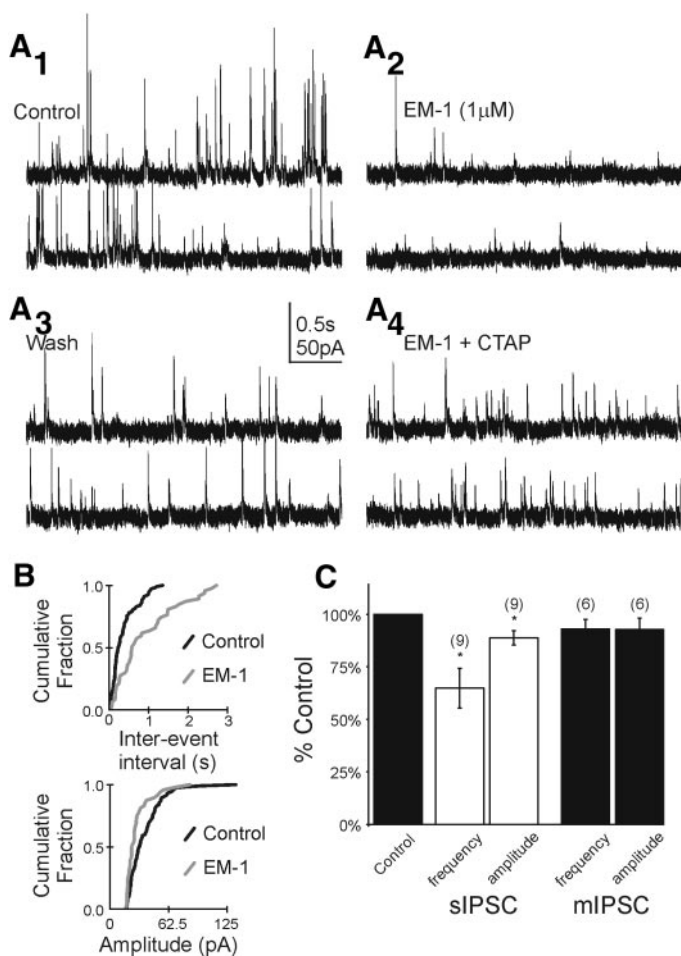 A1
Control
A2
EM-1 (1µM)
A3
Wash
0.5s
50pA
A4
EM-1 + CTAP
B
Cumulative
Fraction
1.0
0.5
0.0
Control
EM-1
0
1
2
3
Inter-event
interval (s)
Cumulative
Fraction
1.0
0.5
0.0
Control
EM-1
0
62.5
125
Amplitude (pA)
C
% Control
100%
75%
50%
25%
0%
(9)
*
(9)
*
(6)
(6)
Control
frequency
amplitude
frequency
amplitude
sIPSC
mIPSC